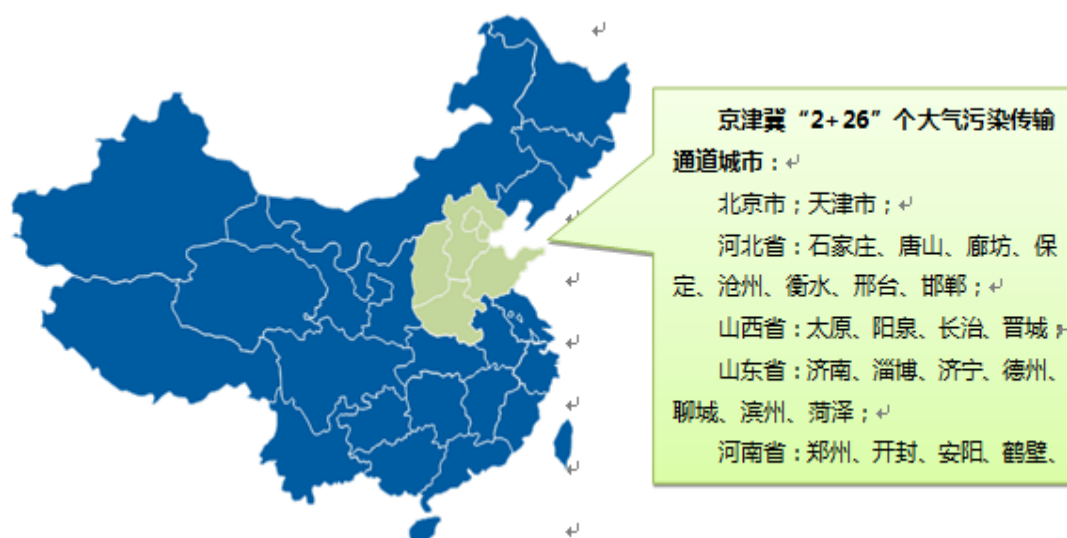 京津冀“2+26”个大气污染传输
通道城市：
北京市；天津市；
河北省：石家庄、唐山、廊坊、保
定、沧州、衡水、邢台、邯郸；
山西省：太原、阳泉、长治、晋城；
山东省：济南、淄博、济宁、德州、
聊城、滨州、菏泽；
河南省：郑州、开封、安阳、鹤壁、